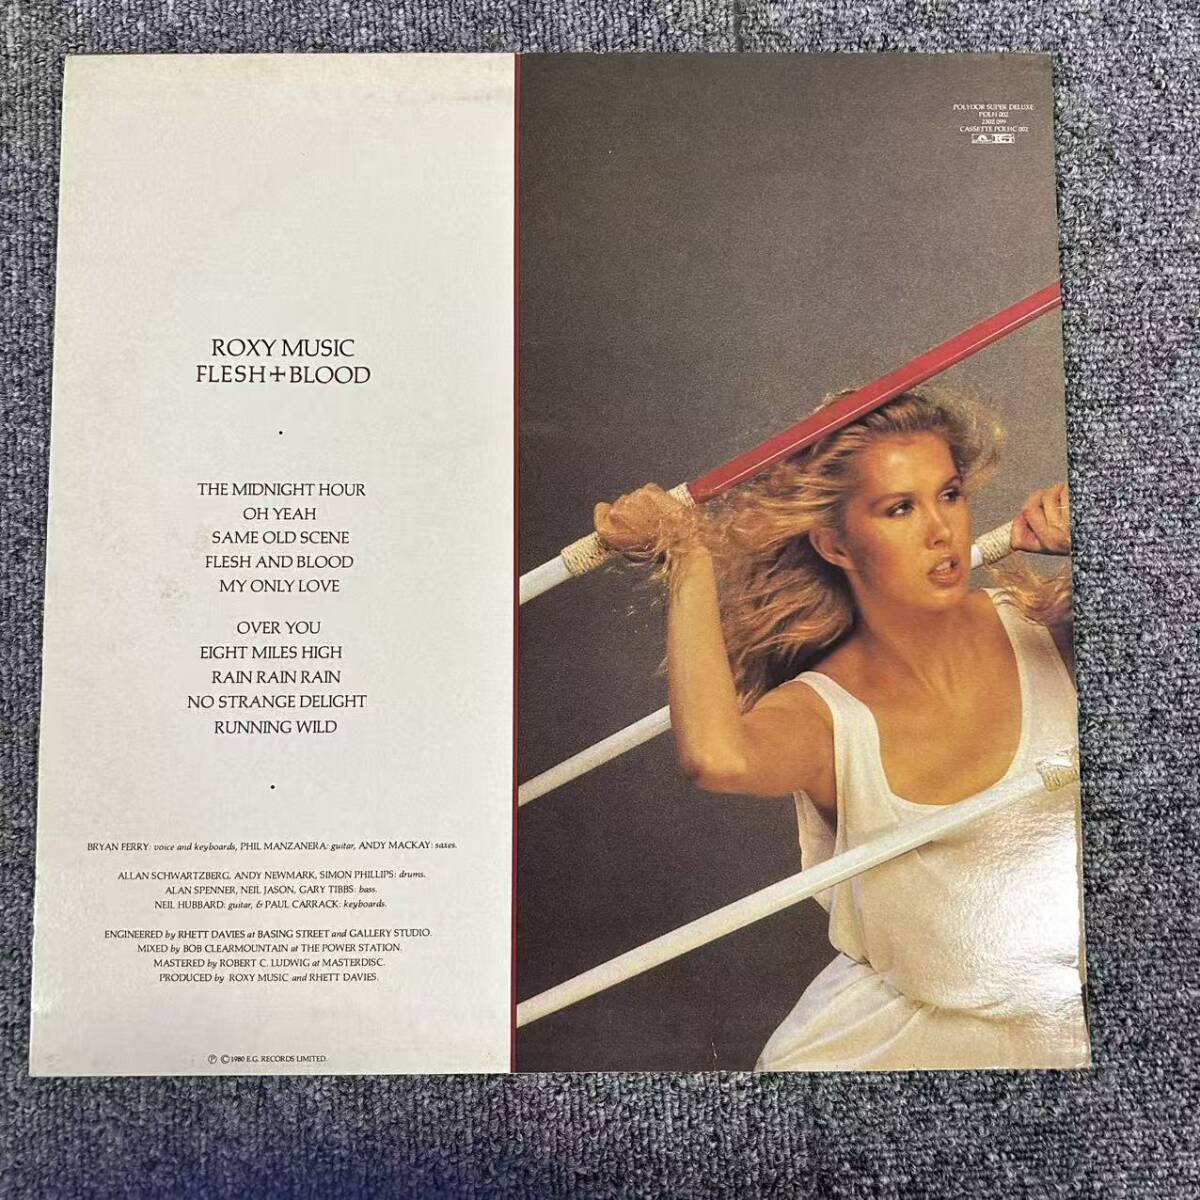 ROXY MUSIC
FLESH+BLOOD
THE MIDNIGHT HOUR
OH YEAH
SAME OLD SCENE
FLESH AND BLOOD
MY ONLY LOVE
OVER YOU
EIGHT MILES HIGH
RAIN RAIN RAIN
NO STRANGE DELIGHT
RUNNING WILD
BRYAN FERRY: voice and keyboards, PHIL MANZANERA: guitar, ANDY MACKAY: saxes.
ALLAN SCHWARTZBERG, ANDY NEWMARK, SIMON PHILLIPS: drums.
ALAN SPENNER, NEIL JASON, GARY TIBBS: bass.
NEIL HUBBARD: guitar, & PAUL CARRACK: keyboards.
ENGINEERED by RHETT DAVIES at BASING STREET and GALLERY STUDIO.
MIXED by BOB CLEARMOUNTAIN at THE POWER STATION.
MASTERED by ROBERT C. LUDWIG at MASTERDISC.
PRODUCED by ROXY MUSIC and RHETT DAVIES.
℗ ©1980 E.G. RECORDS LIMITED.
POLYDOR SUPER DELUXE
POLH 002
2302 099
CASSETTE POLHC 002